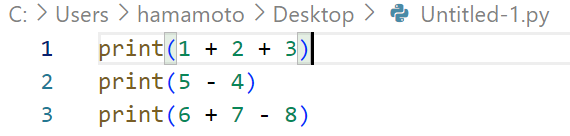 C: > Users > hamamoto > Desktop > Untitled-1.py
1 print(1 + 2 + 3)
2 print(5 - 4)
3 print(6 + 7 - 8)